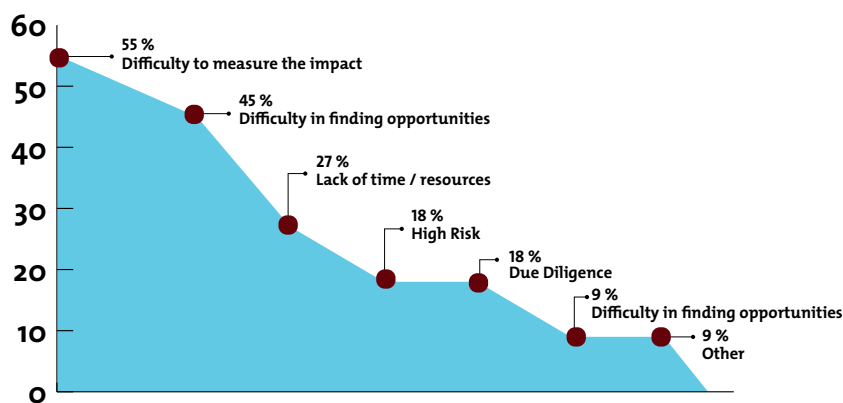 60
55 %
Difficulty to measure the impact
50
45 %
Difficulty in finding opportunities
40
27 %
Lack of time / resources
30
18 %
High Risk
20
18 %
Due Diligence
9 %
Difficulty in finding opportunities
10
9 %
Other
0